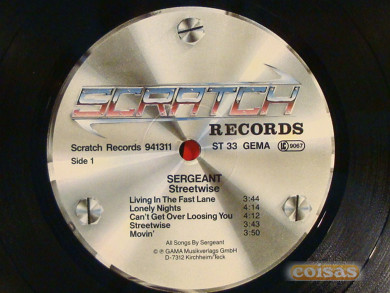 SCRATCH
RECORDS
Scratch Records 941311 ST 33 GEMA LC 9067
Side 1
SERGEANT
Streetwise
Living In The Fast Lane 3:44
Lonely Nights 4:14
Can't Get Over Loosing You 4:12
Streetwise 3:43
Movin' 3:50
All Songs By Sergeant
© ℗ GAMA Musikverlags GmbH
D-7312 Kirchheim/Teck
coisas